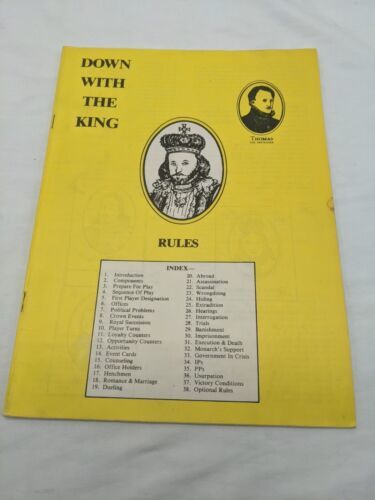 DOWN
WITH
THE
KING
THOMAS
RULES
INDEX—
1. Introduction
2. Components
3. Prepare For Play
4. Sequence Of Play
5. First Player Designation
6. Offices
7. Political Problems
8. Crown Events
9. Royal Succession
10. Player Turns
11. Loyalty Counters
12. Opportunity Counters
13. Activities
14. Event Cards
15. Counseling
16. Office Holders
17. Henchmen
18. Romance & Marriage
19. Dueling
20. Abroad
21. Assassination
22. Scandal
23. Wrongdoing
24. Hiding
25. Extradition
26. Hearings
27. Interrogation
28. Trials
29. Banishment
30. Imprisonment
31. Execution & Death
32. Monarch's Support
33. Government In Crisis
34. IPs
35. PPs
36. Usurpation
37. Victory Conditions
38. Optional Rules